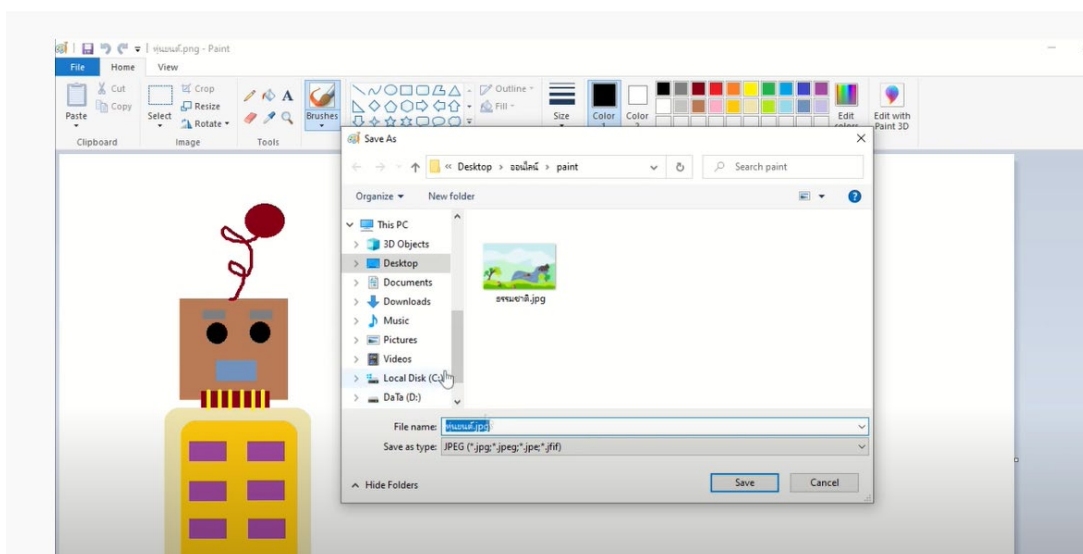 หุ่นยนต์.png - Paint
File Home View
Cut
Copy
Paste
Clipboard
Crop
Resize
Rotate
Select
Image
A
Tools
Brushes
Outline
Fill
Size
Color 1
Color 2
Edit colors
Edit with Paint 3D
Save As
« Desktop › ออนไลน์ › paint
Search paint
Organize New folder
This PC
3D Objects
Desktop
Documents
Downloads
Music
Pictures
Videos
Local Disk (C:)
DaTa (D:)
ธรรมชาติ.jpg
File name: หุ่นยนต์.jpg
Save as type: JPEG (*.jpg;*.jpeg;*.jpe;*.jfif)
Hide Folders
Save Cancel